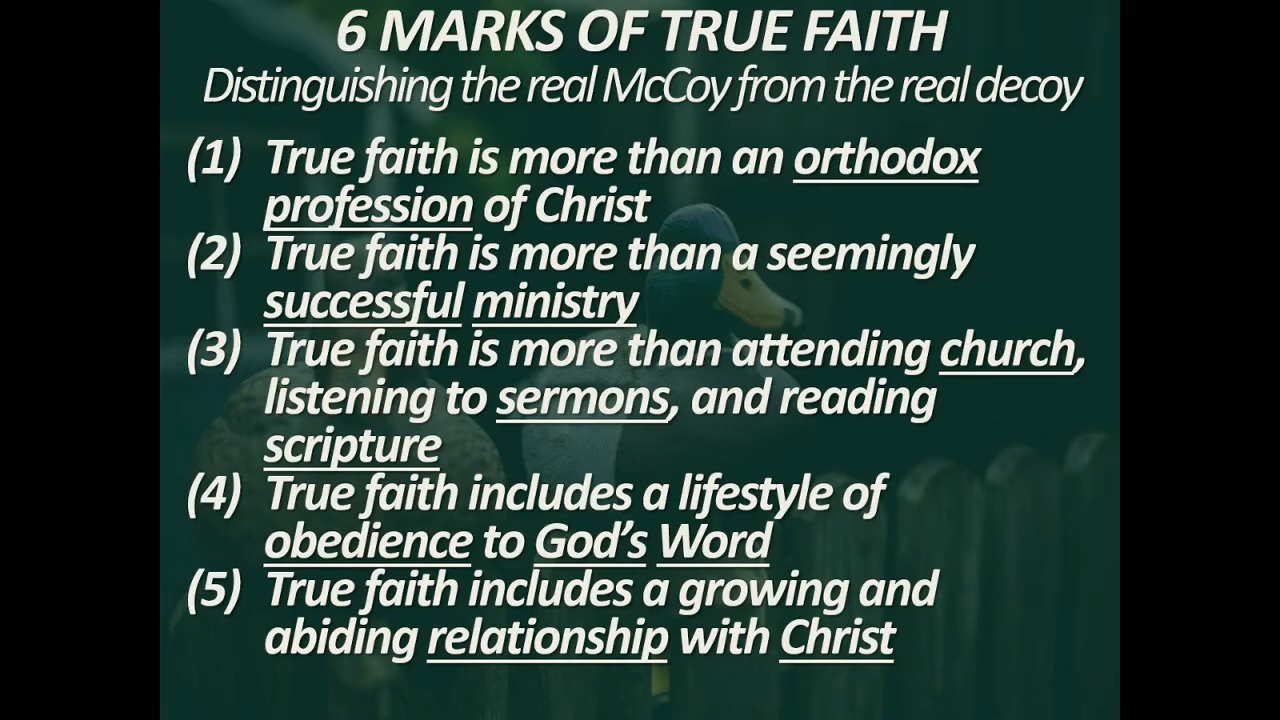 6 MARKS OF TRUE FAITH
Distinguishing the real McCoy from the real decoy
(1) True faith is more than an orthodox
profession of Christ
(2) True faith is more than a seemingly
successful ministry
(3) True faith is more than attending church,
listening to sermons, and reading
scripture
(4) True faith includes a lifestyle of
obedience to God's Word
(5) True faith includes a growing and
abiding relationship with Christ